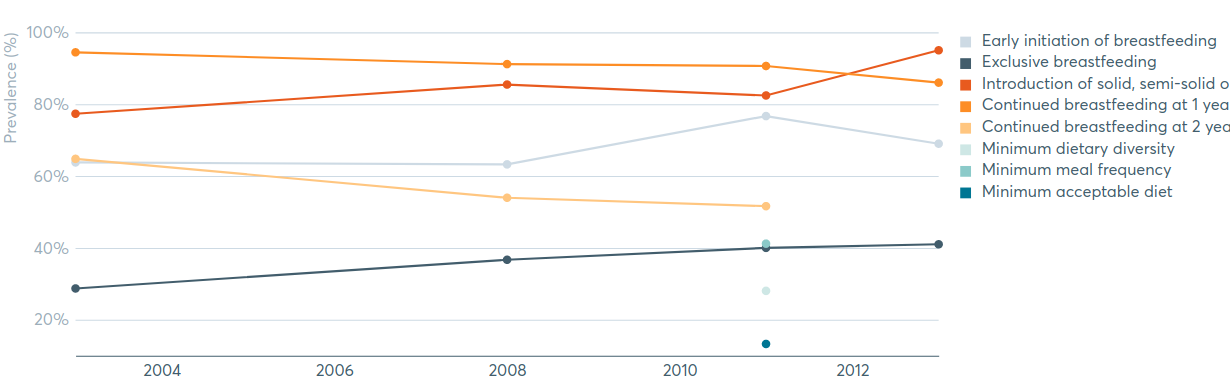 Prevalence (%)
100%
80%
60%
40%
20%
2004
2006
2008
2010
2012
Early initiation of breastfeeding
Exclusive breastfeeding
Introduction of solid, semi-solid o
Continued breastfeeding at 1 yea
Continued breastfeeding at 2 yea
Minimum dietary diversity
Minimum meal frequency
Minimum acceptable diet